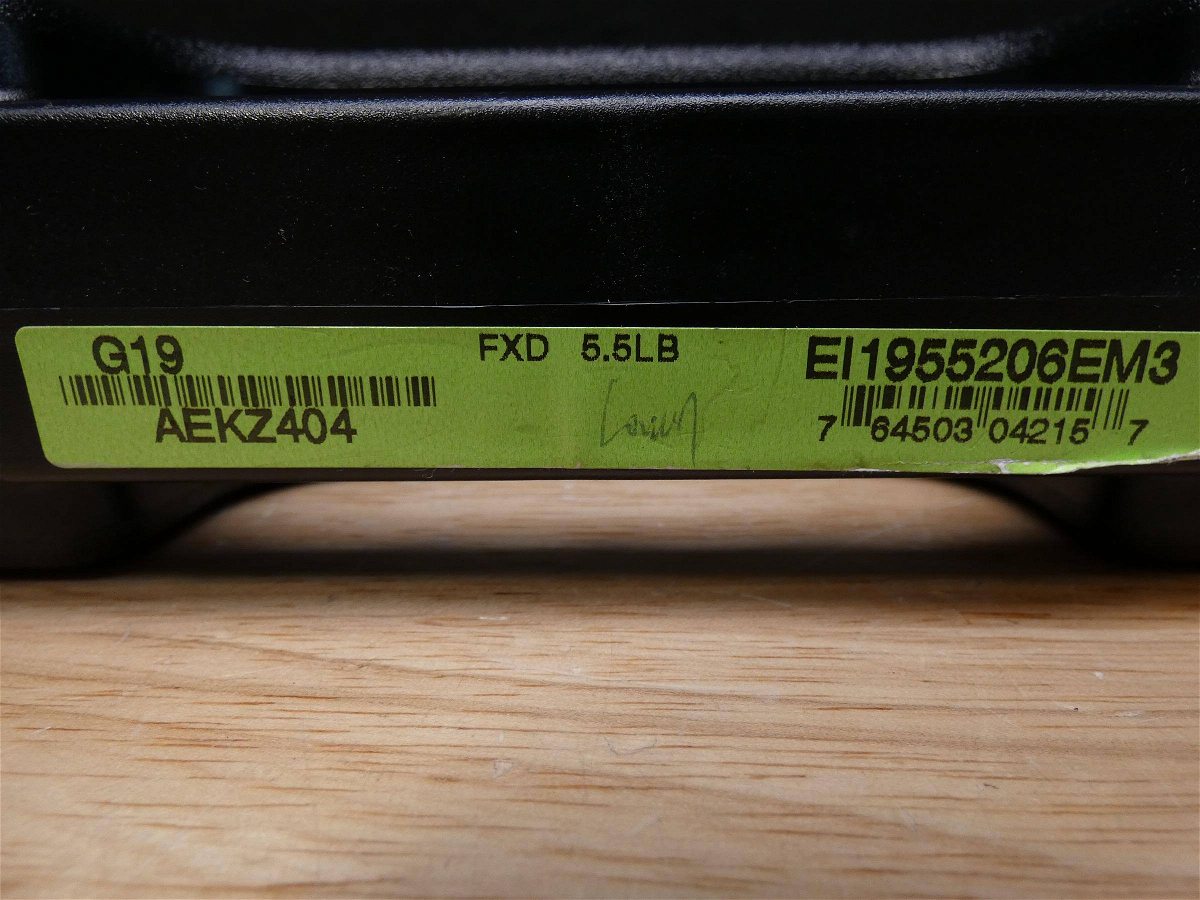 G19
AEKZ404
FXD 5.5LB
EI1955206EM3
7 64503 04215 7